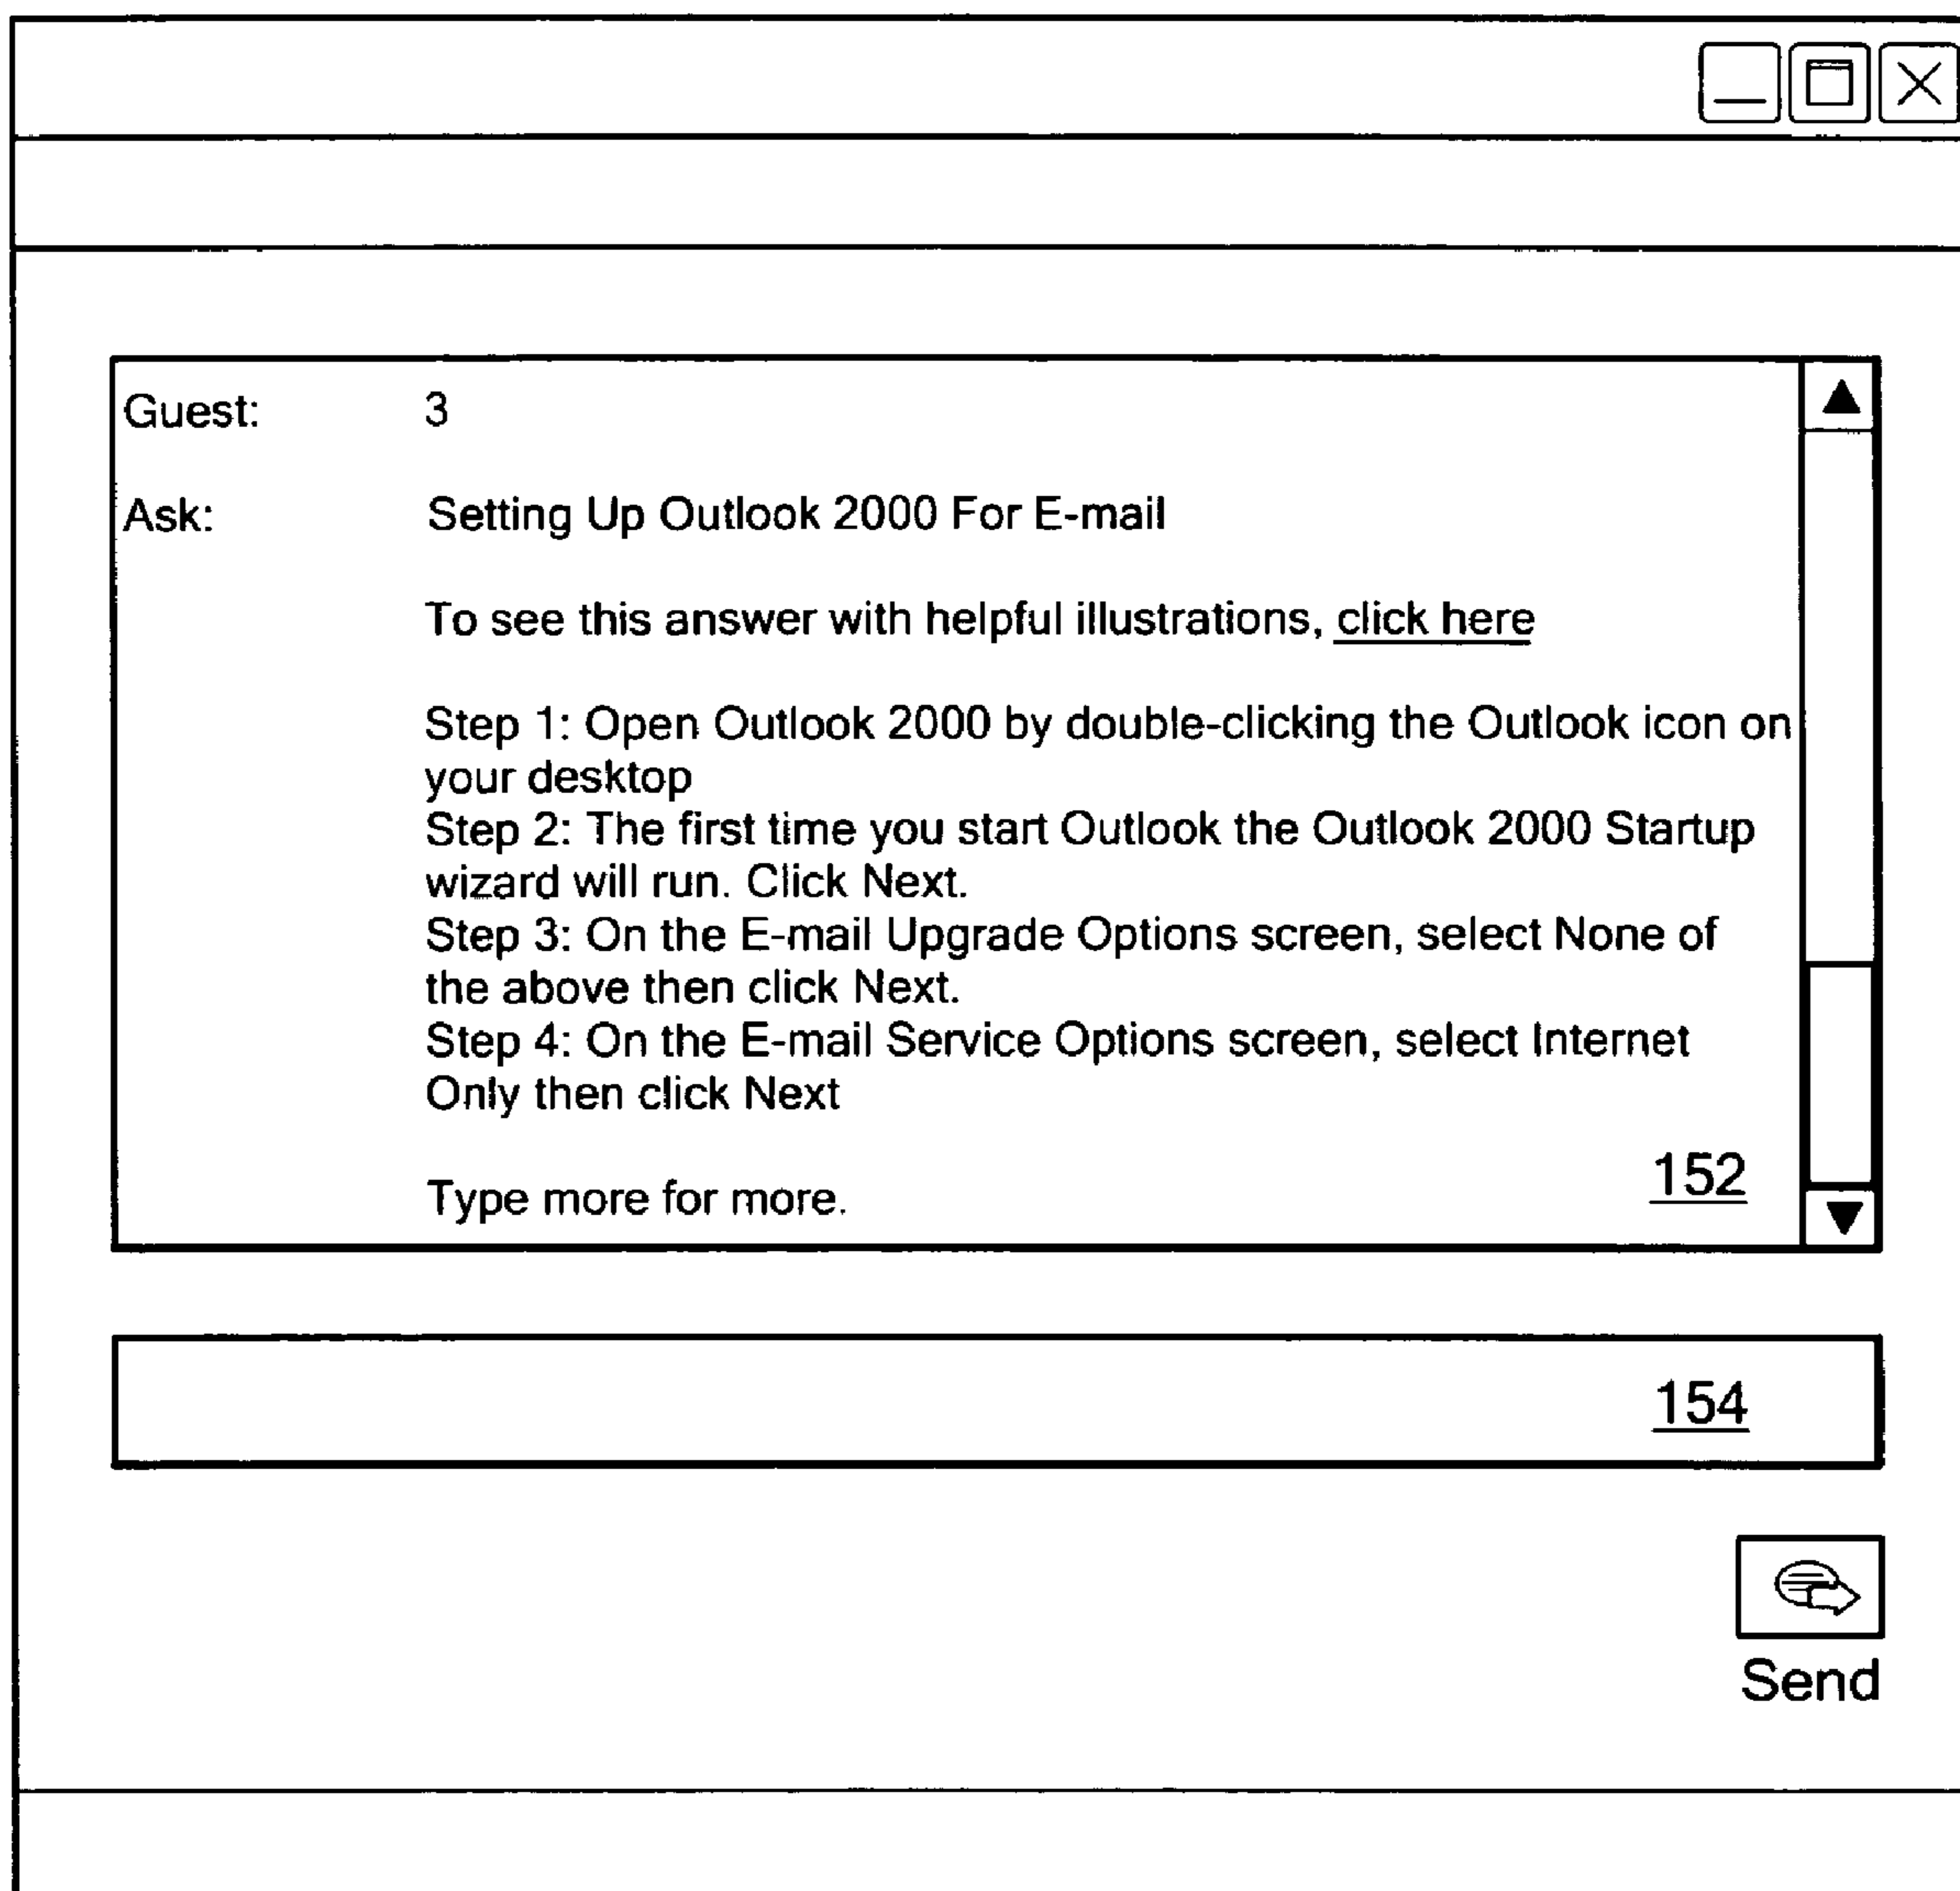 Guest: 3
Ask: Setting Up Outlook 2000 For E-mail
To see this answer with helpful illustrations, click here
Step 1: Open Outlook 2000 by double-clicking the Outlook icon on
your desktop
Step 2: The first time you start Outlook the Outlook 2000 Startup
wizard will run. Click Next.
Step 3: On the E-mail Upgrade Options screen, select None of
the above then click Next.
Step 4: On the E-mail Service Options screen, select Internet
Only then click Next
152
Type more for more.
154
Send